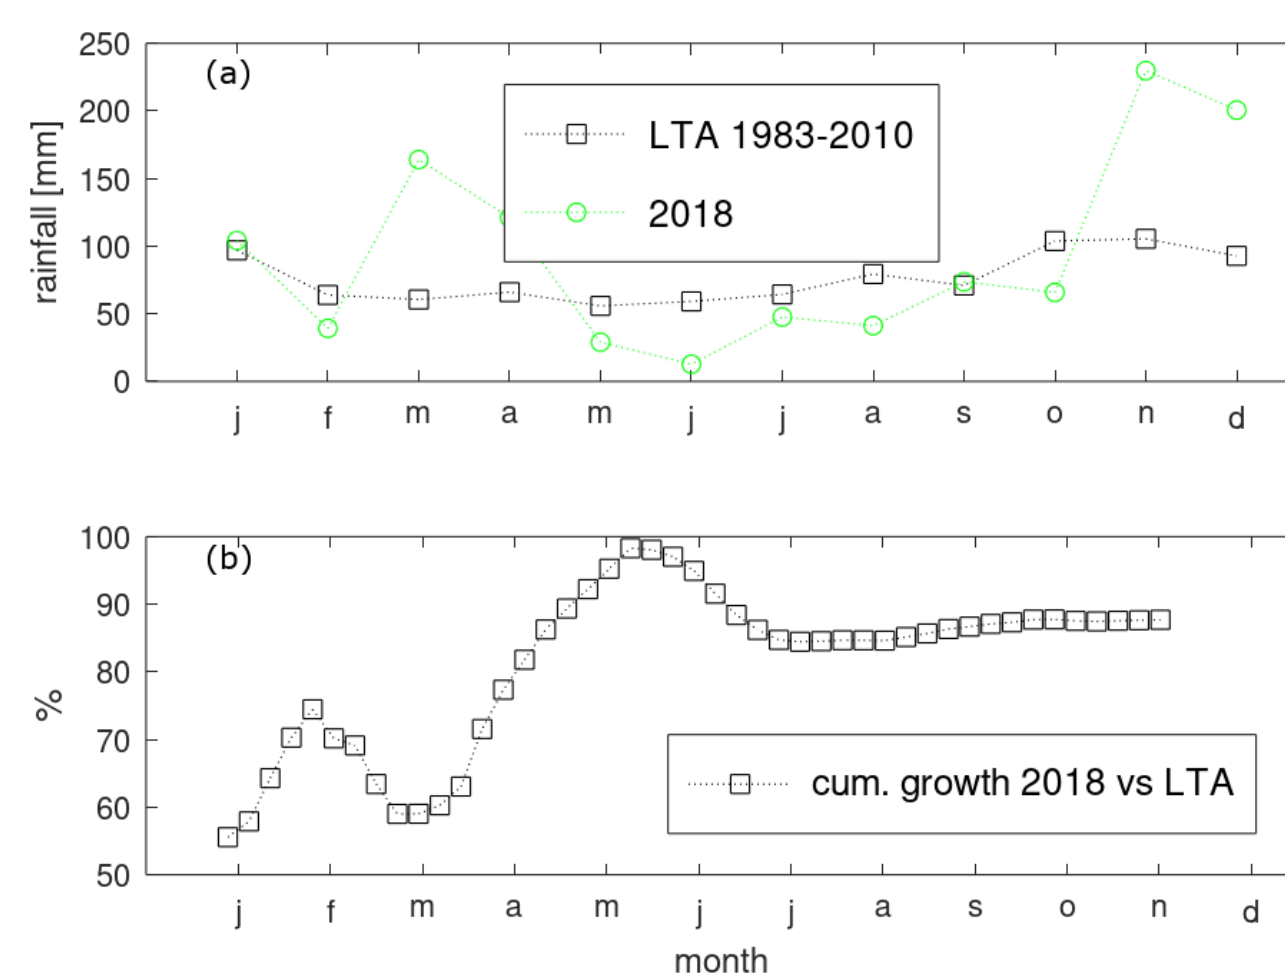 250
(a)
200
150
100
50
0
rainfall [mm]
LTA 1983-2010
2018
j f m a m j j a s o n d
100
(b)
90
80
70
60
50
%
cum. growth 2018 vs LTA
j f m a m j j a s o n d
month